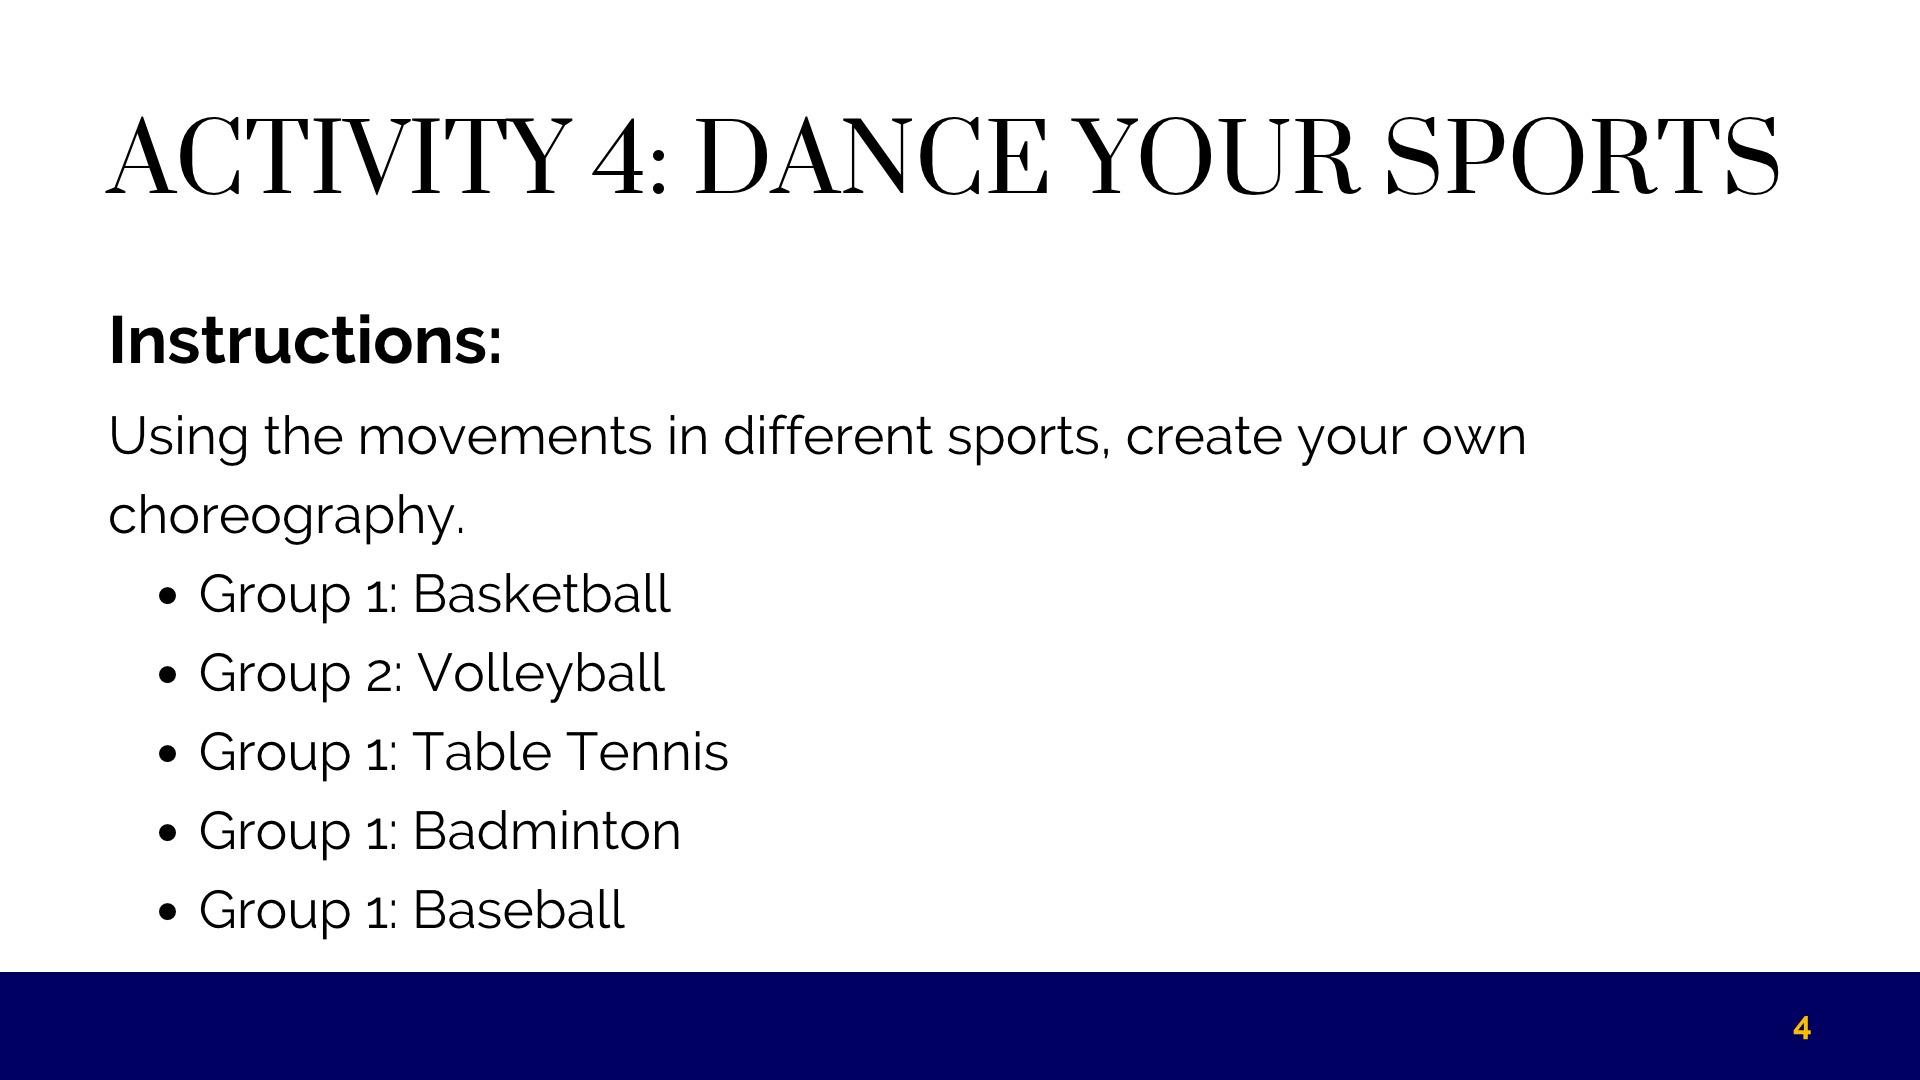 ACTIVITY 4: DANCE YOUR SPORTS
Instructions:
Using the movements in different sports, create your own
choreography.
• Group 1: Basketball
• Group 2: Volleyball
• Group 1: Table Tennis
• Group 1: Badminton
• Group 1: Baseball
4